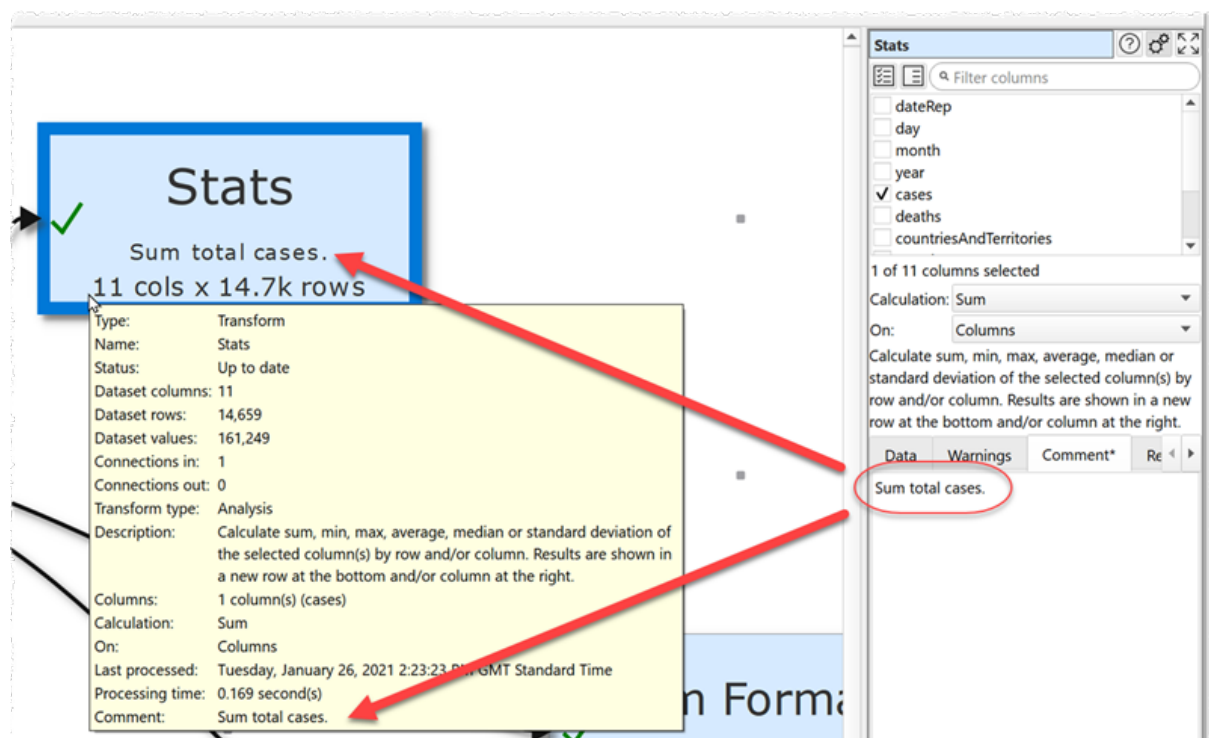 Stats
Sum total cases.
11 cols x 14.7k rows
Type: Transform
Name: Stats
Status: Up to date
Dataset columns: 11
Dataset rows: 14,659
Dataset values: 161,249
Connections in: 1
Connections out: 0
Transform type: Analysis
Description: Calculate sum, min, max, average, median or standard deviation of
the selected column(s) by row and/or column. Results are shown in
a new row at the bottom and/or column at the right.
Columns: 1 column(s) (cases)
Calculation: Sum
On: Columns
Last processed: Tuesday, January 26, 2021 2:23:23 PM GMT Standard Time
Processing time: 0.169 second(s)
Comment: Sum total cases.
n Forma
Stats
Filter columns
dateRep
day
month
year
cases
deaths
countriesAndTerritories
1 of 11 columns selected
Calculation: Sum
On: Columns
Calculate sum, min, max, average, median or
standard deviation of the selected column(s) by
row and/or column. Results are shown in a new
row at the bottom and/or column at the right.
Data Warnings Comment* Re
Sum total cases.